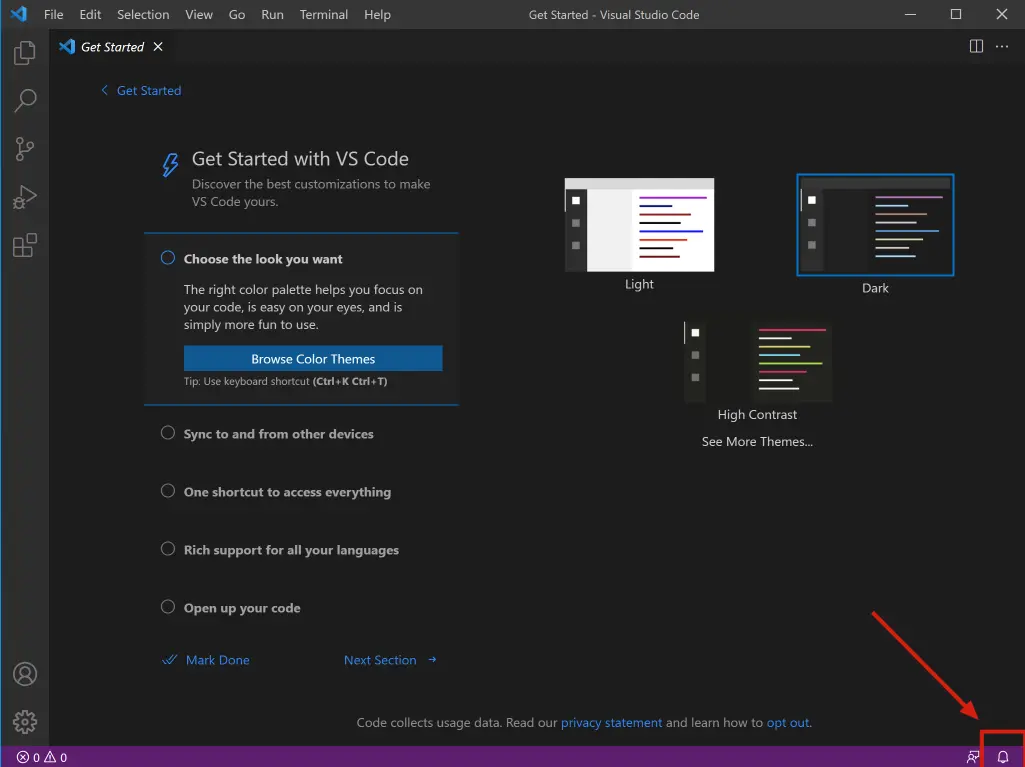 File Edit Selection View Go Run Terminal Help Get Started - Visual Studio Code
Get Started
Get Started
Get Started with VS Code
Discover the best customizations to make
VS Code yours.
Choose the look you want
The right color palette helps you focus on
your code, is easy on your eyes, and is
simply more fun to use.
Browse Color Themes
Tip: Use keyboard shortcut (Ctrl+K Ctrl+T)
Sync to and from other devices
One shortcut to access everything
Rich support for all your languages
Open up your code
Mark Done Next Section
Light
Dark
High Contrast
See More Themes...
Code collects usage data. Read our privacy statement and learn how to opt out.
0 0